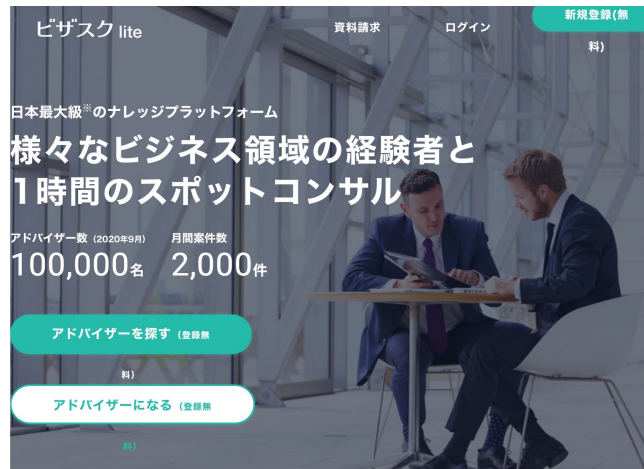 ビザスク lite
資料請求
ログイン
新規登録(無
料)
日本最大級※のナレッジプラットフォーム
様々なビジネス領域の経験者と
1時間のスポットコンサル
アドバイザー数 (2020年9月) 月間案件数
100,000名 2,000件
アドバイザーを探す (登録無
料)
アドバイザーになる (登録無
料)